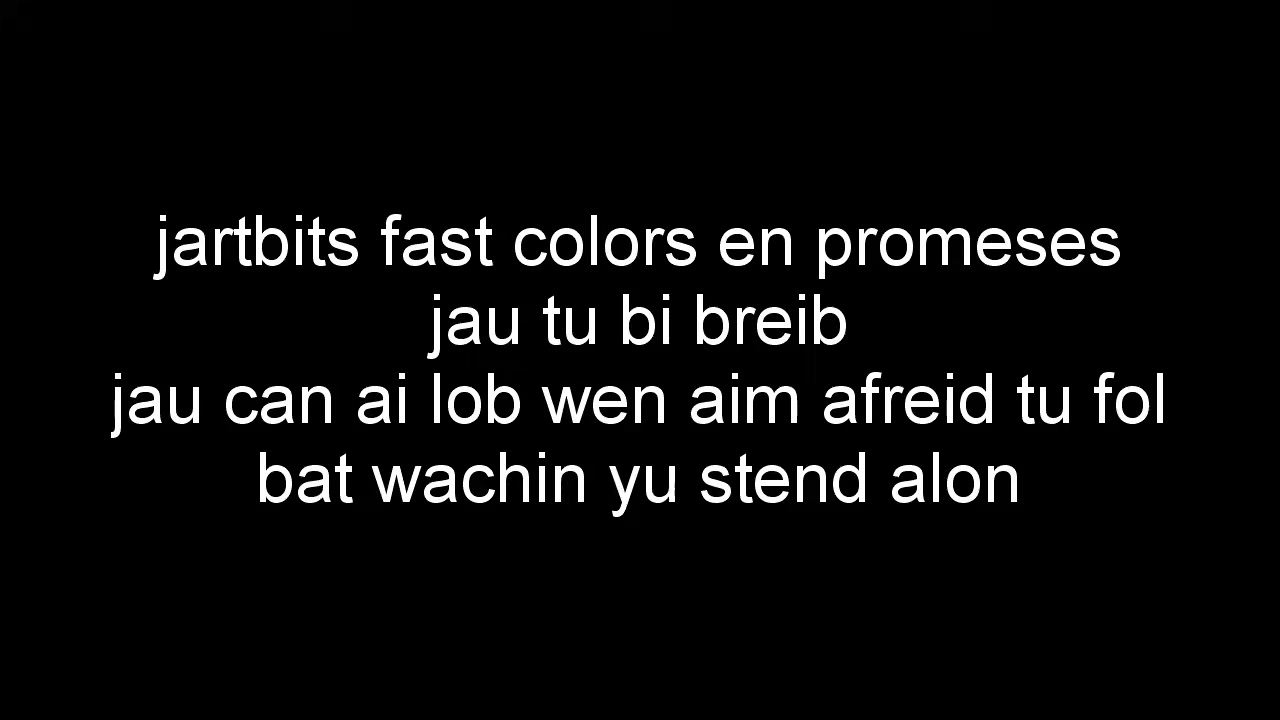 jartbits fast colors en promeses
jau tu bi breib
jau can ai lob wen aim afreid tu fol
bat wachin yu stend alon